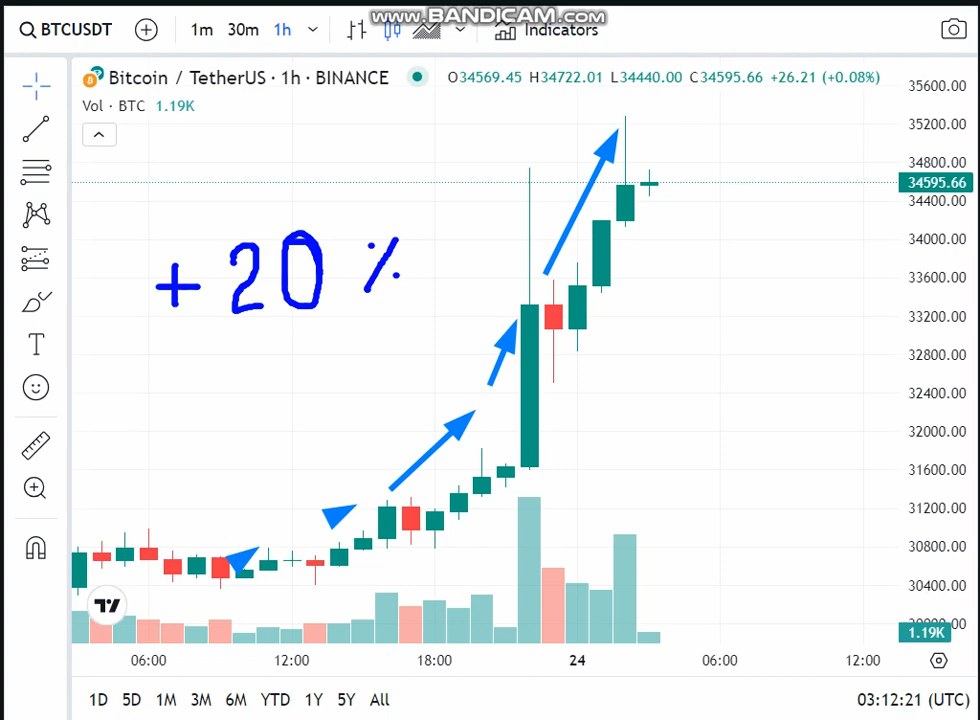 www.BANDICAM.com
BTCUSDT 1m 30m 1h Indicators
Bitcoin / TetherUS · 1h · BINANCE O34569.45 H34722.01 L34440.00 C34595.66 +26.21 (+0.08%)
Vol · BTC 1.19K
35600.00
35200.00
34800.00
34595.66
34400.00
34000.00
33600.00
33200.00
32800.00
32400.00
32000.00
31600.00
31200.00
30800.00
30400.00
1.19K
+20 %
06:00 12:00 18:00 24 06:00 12:00
1D 5D 1M 3M 6M YTD 1Y 5Y All 03:12:21 (UTC)